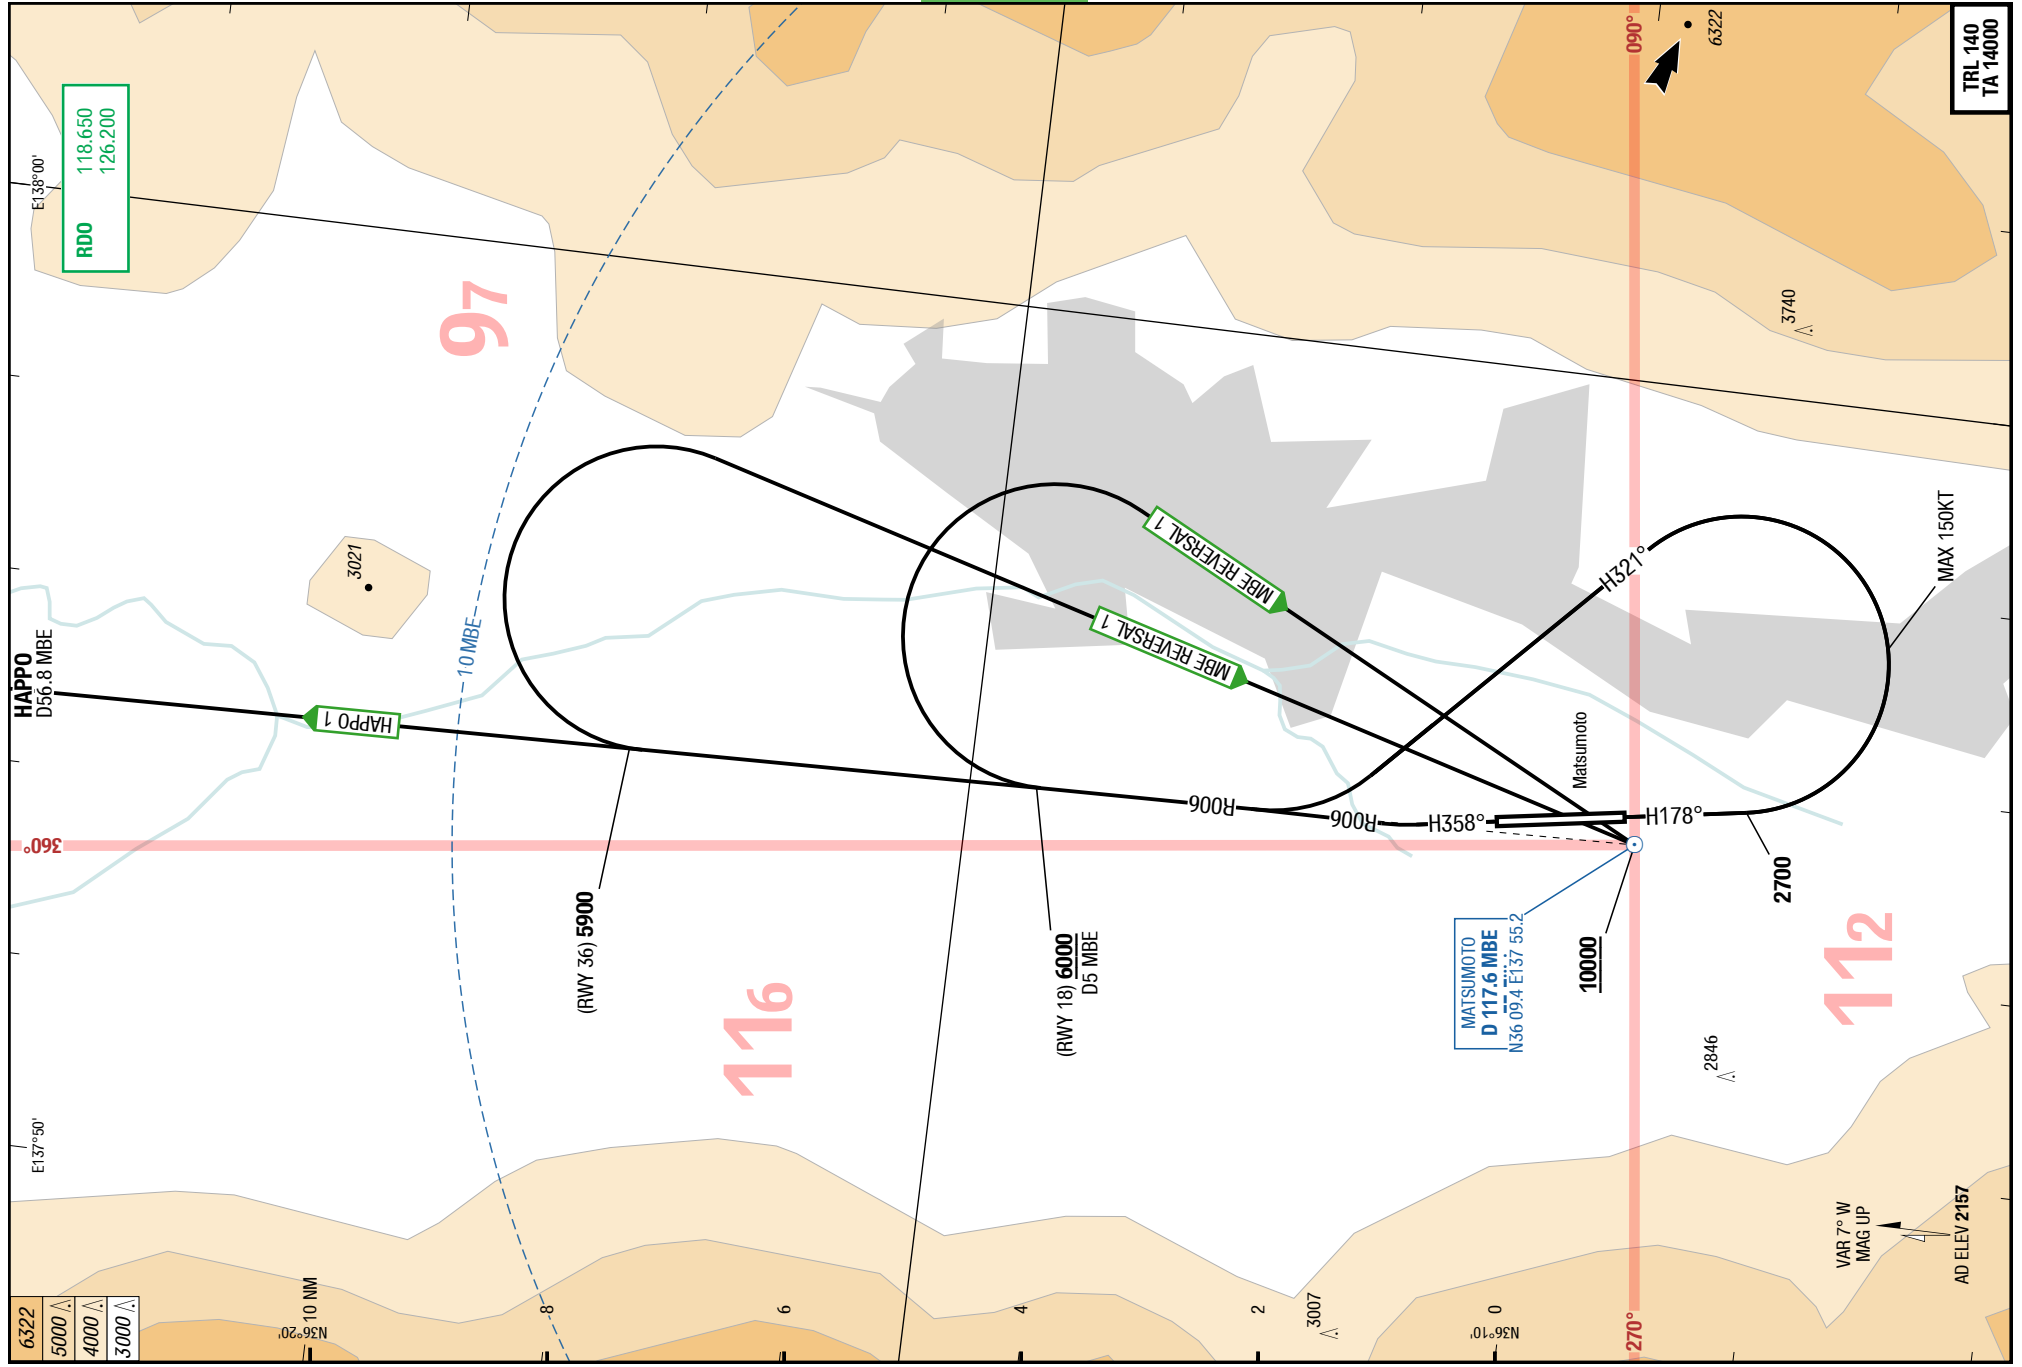 TRL 140
TA 14000
RDO 118.650
126.200
E138°00'
090°
6322
97
3740
3021
10 MBE
HAPPO
D56.8 MBE
HAPPO 1
MBE REVERSAL 1
MBE REVERSAL 1
H321°
MAX 150KT
R006
R006
H358°
H178°
Matsumoto
360°
(RWY 36) 5900
(RWY 18) 6000
D5 MBE
2700
10000
MATSUMOTO
D 117.6 MBE
N36 09.4 E137 55.2
116
112
2846
E137°50'
3007
270°
VAR 7° W
MAG UP
AD ELEV 2157
N36°20'
N36°10'
10 NM
8
6
4
2
0
6322
5000
4000
3000